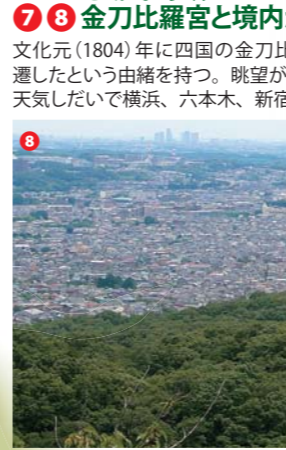 ❼❽金刀比羅宮と境内
文化元(1804)年に四国の金刀比
遷したという由緒を持つ。眺望が
天気しだいで横浜、六本木、新宿
❽